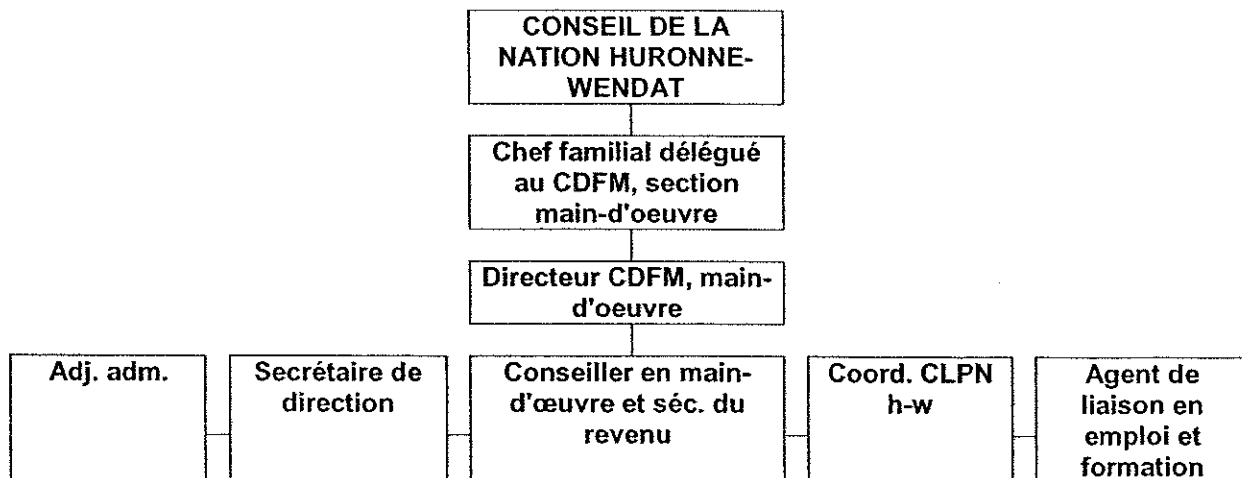 CONSEIL DE LA
NATION HURONNE-
WENDAT
Chef familial délégué
au CDFM, section
main-d'oeuvre
Directeur CDFM, main-
d'oeuvre
Adj. adm.
Secrétaire de
direction
Conseiller en main-
d'œuvre et séc. du
revenu
Coord. CLPN
h-w
Agent de
liaison en
emploi et
formation